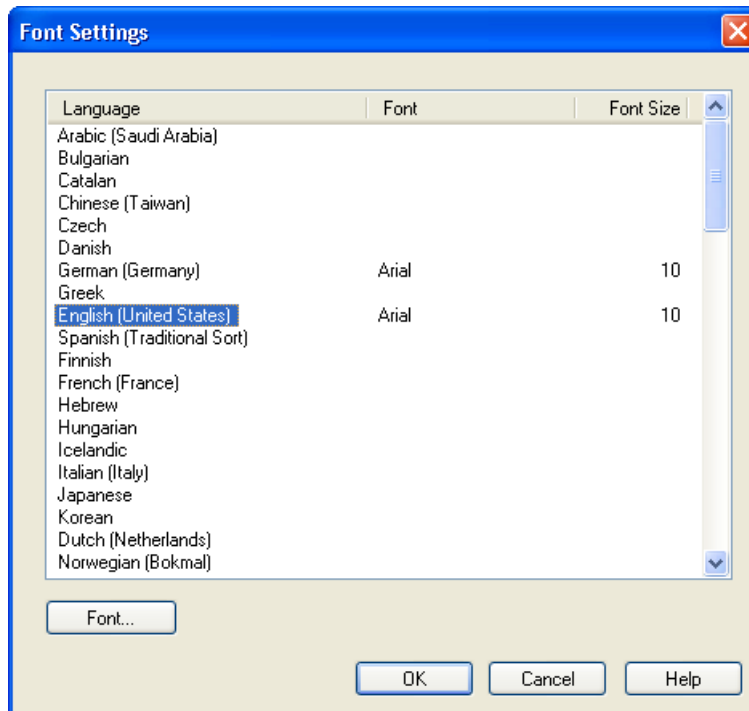 Font Settings
Language Font Font Size
Arabic (Saudi Arabia)
Bulgarian
Catalan
Chinese (Taiwan)
Czech
Danish
German (Germany) Arial 10
Greek
English (United States) Arial 10
Spanish (Traditional Sort)
Finnish
French (France)
Hebrew
Hungarian
Icelandic
Italian (Italy)
Japanese
Korean
Dutch (Netherlands)
Norwegian (Bokmal)
Font...
OK Cancel Help